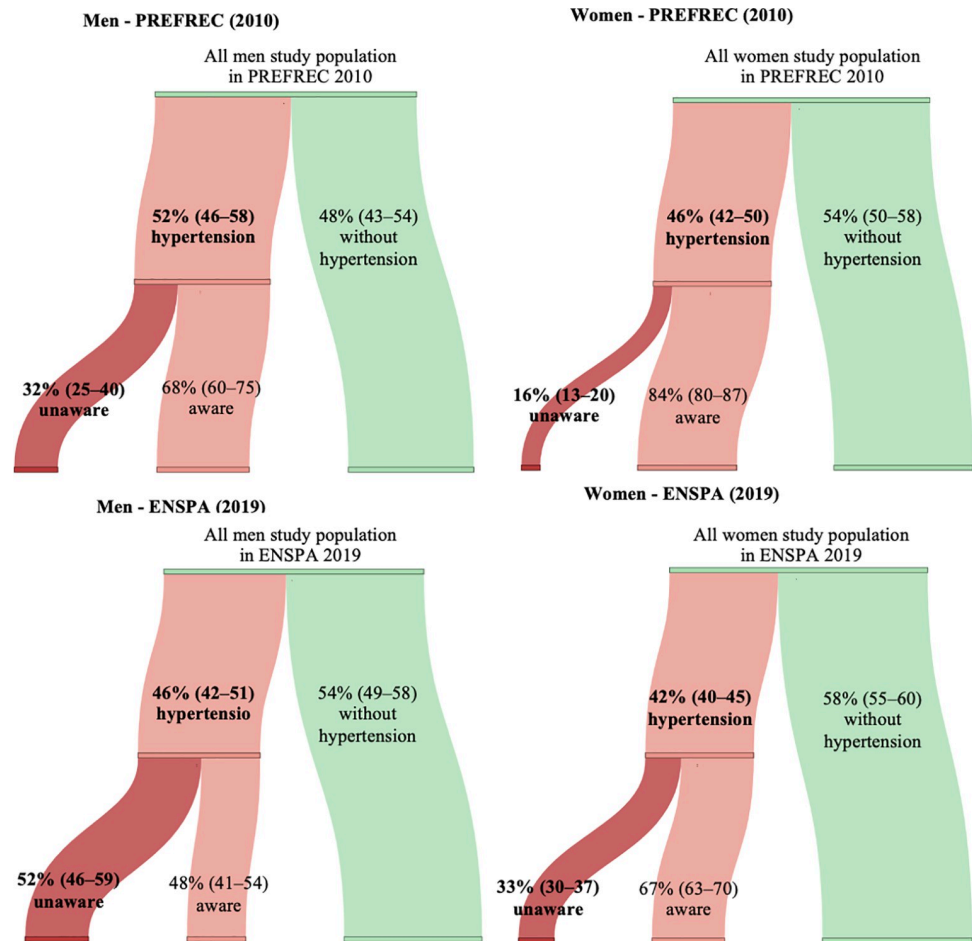 Men - PREFREC (2010)
All men study population
in PREFREC 2010
52% (46–58)
hypertension
48% (43–54)
without
hypertension
32% (25–40)
unaware
68% (60–75)
aware
Women - PREFREC (2010)
All women study population
in PREFREC 2010
46% (42–50)
hypertension
54% (50–58)
without
hypertension
16% (13–20)
unaware
84% (80–87)
aware
Men - ENSPA (2019)
All men study population
in ENSPA 2019
46% (42–51)
hypertensio
54% (49–58)
without
hypertension
52% (46–59)
unaware
48% (41–54)
aware
Women - ENSPA (2019)
All women study population
in ENSPA 2019
42% (40–45)
hypertension
58% (55–60)
without
hypertension
33% (30–37)
unaware
67% (63–70)
aware